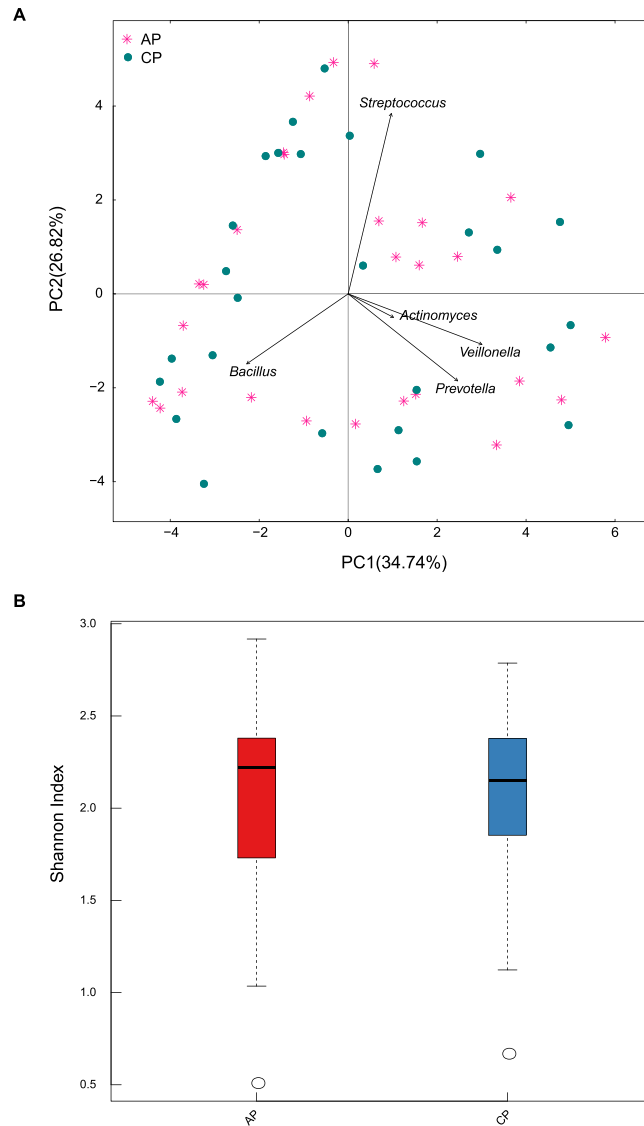 A
AP
CP
Streptococcus
4
2
0
−2
−4
PC2(26.82%)
Actinomyces
Veillonella
Bacillus
Prevotella
−4
−2
0
2
4
6
PC1(34.74%)
B
3.0
2.5
2.0
1.5
1.0
0.5
Shannon Index
AP
CP